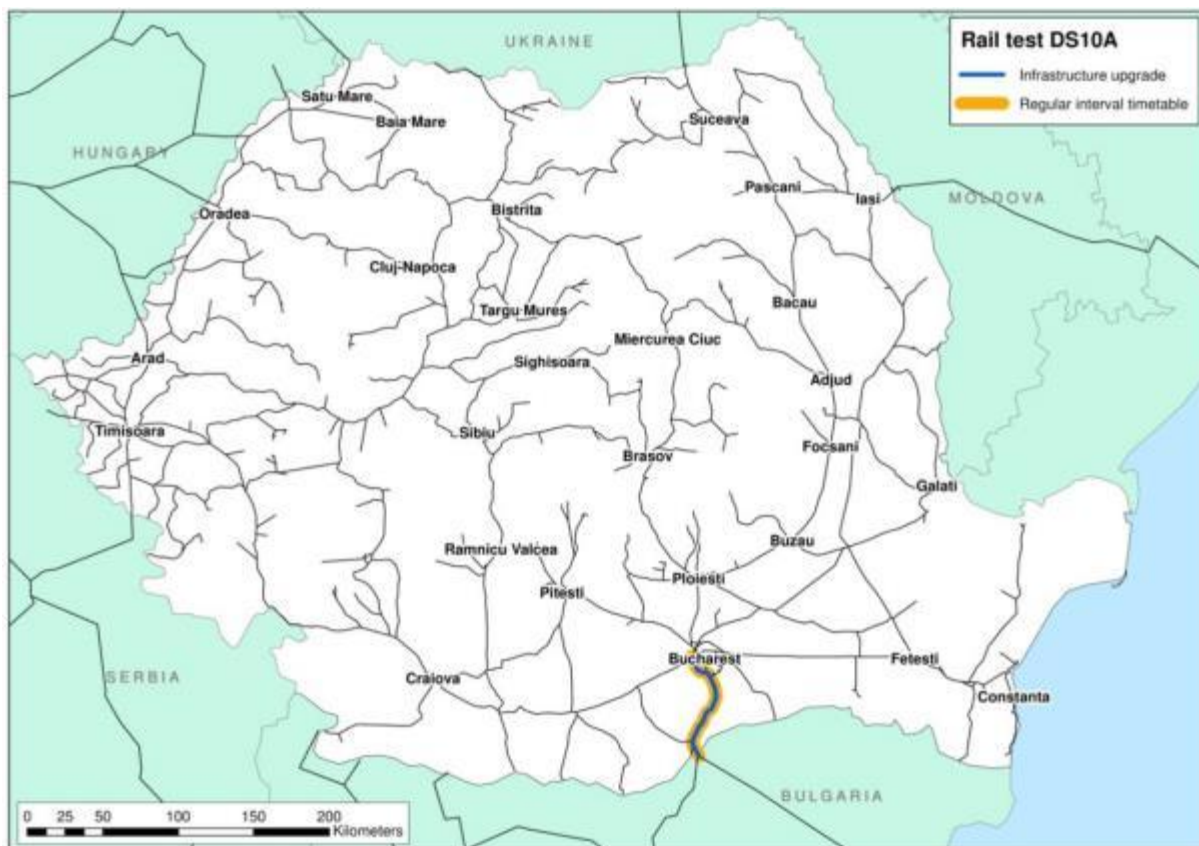 Rail test DS10A
Infrastructure upgrade
Regular interval timetable
UKRAINE
HUNGARY
MOLDOVA
SERBIA
BULGARIA
Satu Mare
Baia Mare
Suceava
Pascani
Iasi
Oradea
Bistrita
Cluj-Napoca
Targu Mures
Bacau
Miercurea Ciuc
Arad
Sighisoara
Adjud
Timisoara
Sibiu
Brasov
Focsani
Galati
Ramnicu Valcea
Buzau
Pitesti
Ploiesti
Bucharest
Fetesti
Craiova
Constanta
0 25 50 100 150 200
Kilometers